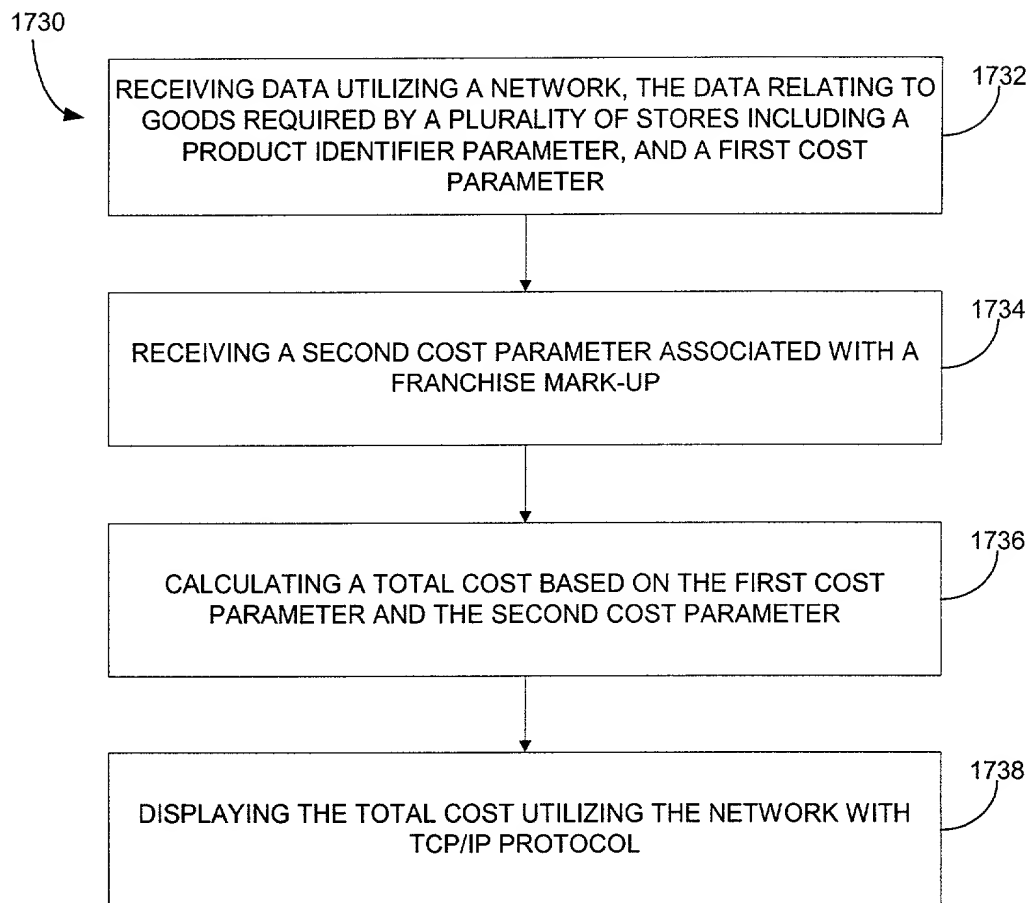 1730
1732
RECEIVING DATA UTILIZING A NETWORK, THE DATA RELATING TO
GOODS REQUIRED BY A PLURALITY OF STORES INCLUDING A
PRODUCT IDENTIFIER PARAMETER, AND A FIRST COST
PARAMETER
1734
RECEIVING A SECOND COST PARAMETER ASSOCIATED WITH A
FRANCHISE MARK-UP
1736
CALCULATING A TOTAL COST BASED ON THE FIRST COST
PARAMETER AND THE SECOND COST PARAMETER
1738
DISPLAYING THE TOTAL COST UTILIZING THE NETWORK WITH
TCP/IP PROTOCOL